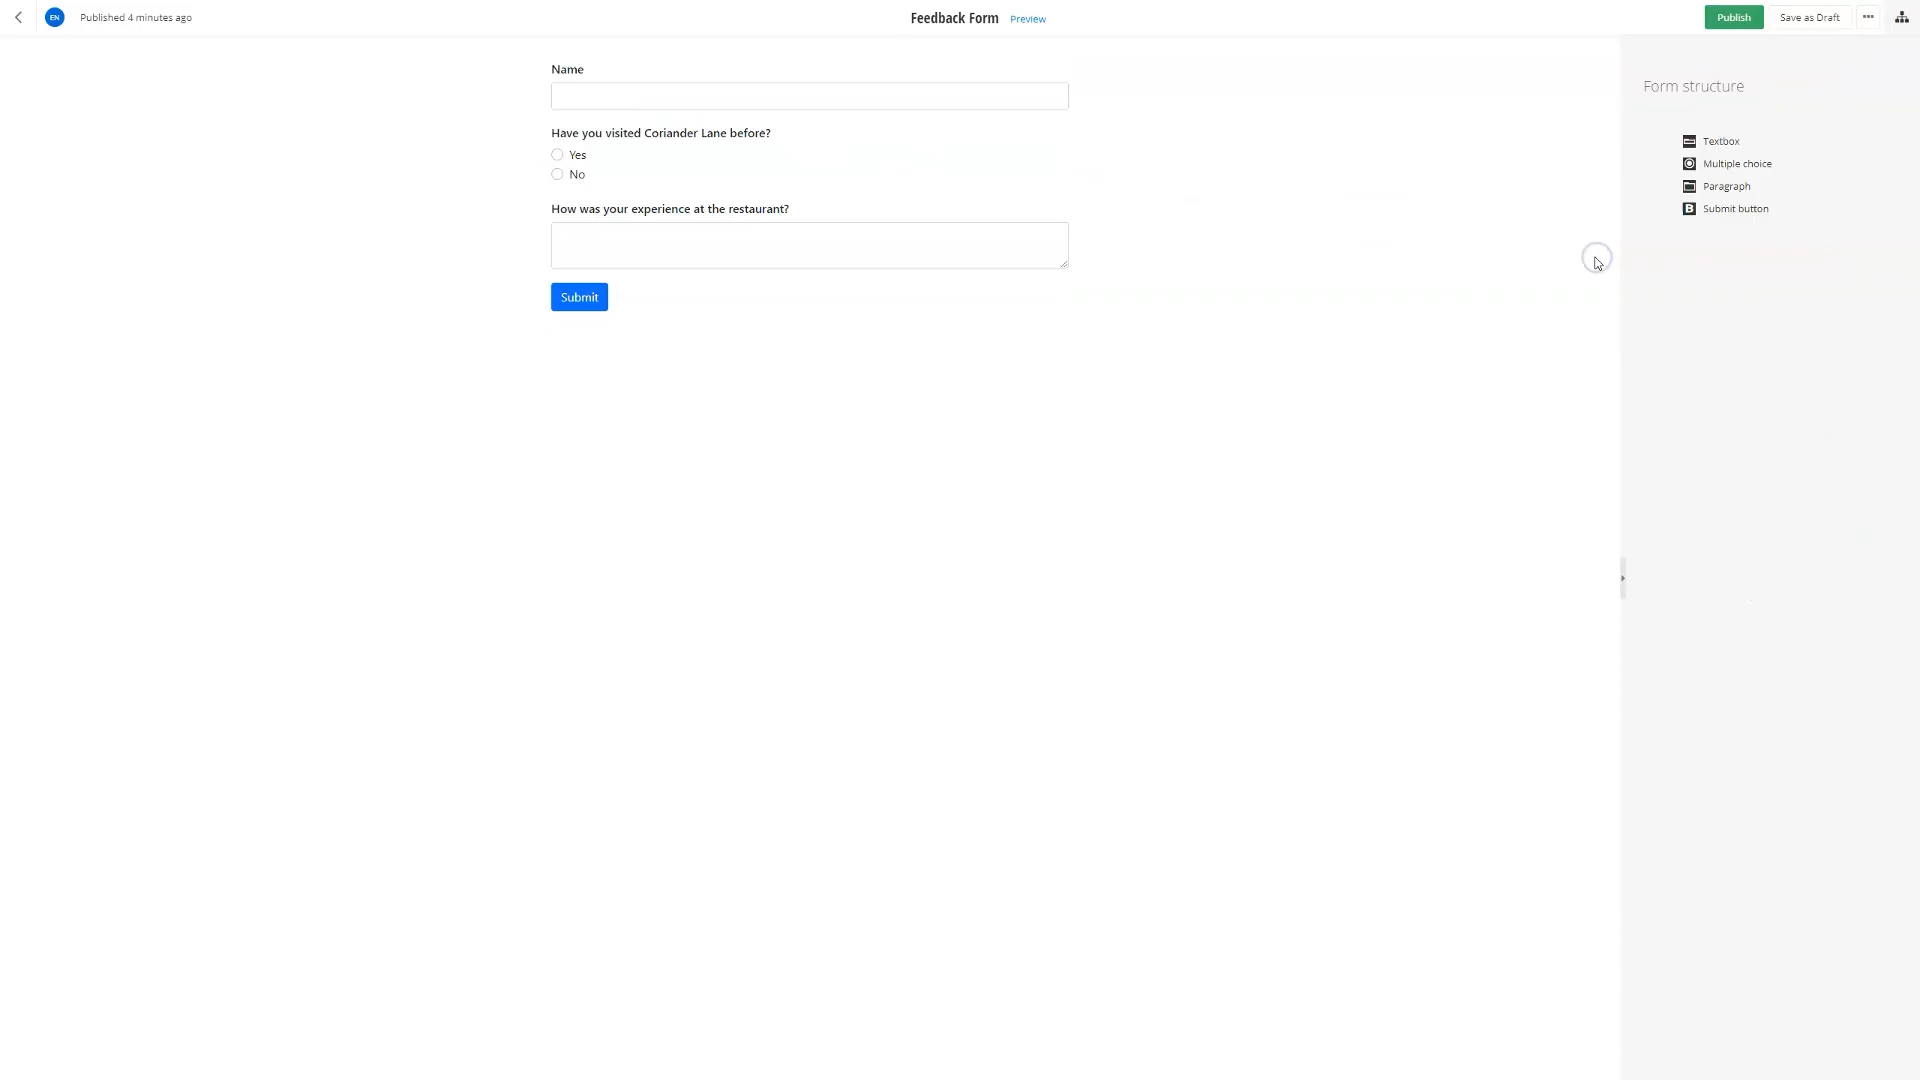 EN
Published 4 minutes ago
Feedback Form
Preview
Publish
Save as Draft
Name
Have you visited Coriander Lane before?
Yes
No
How was your experience at the restaurant?
Submit
Form structure
Textbox
Multiple choice
Paragraph
B Submit button